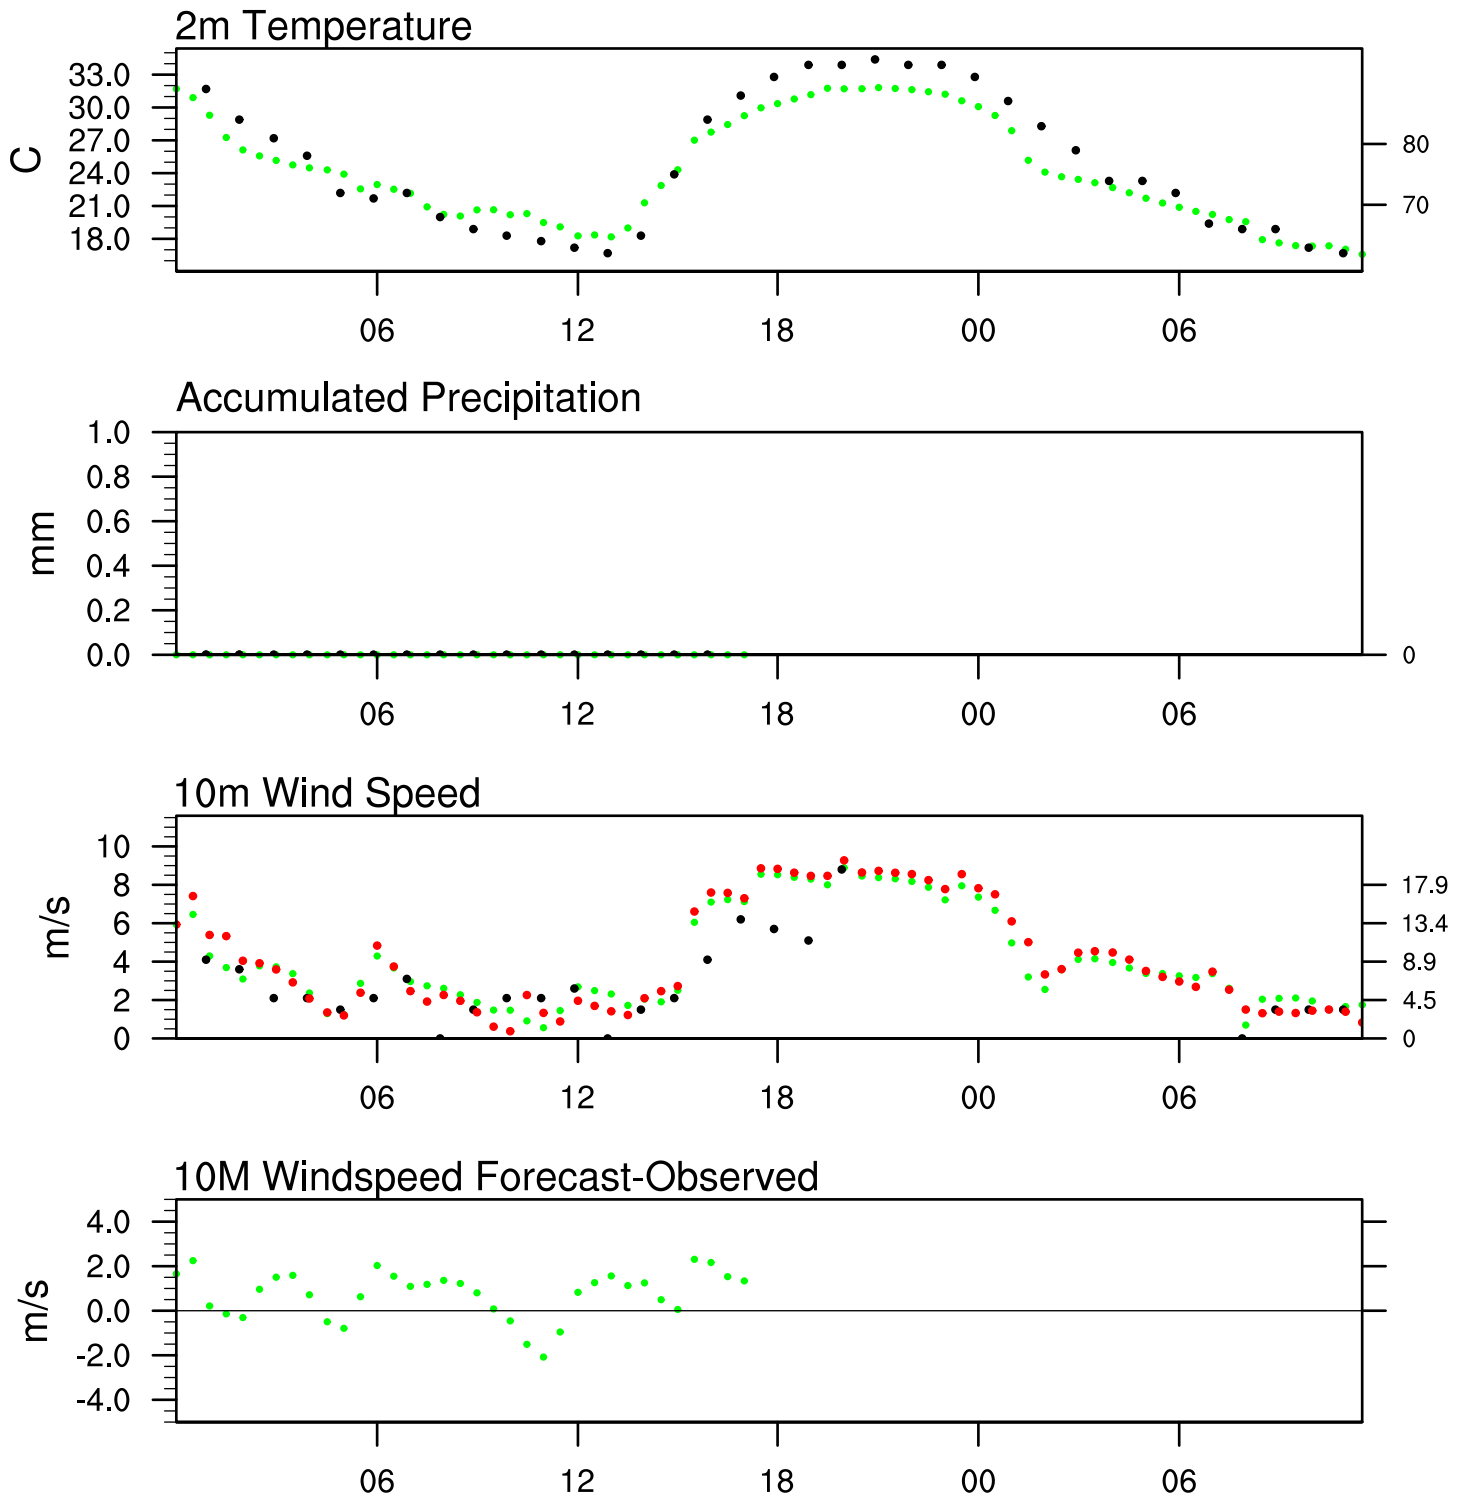 2m Temperature
33.0
30.0
27.0
24.0
21.0
18.0
C
80
70
06 12 18 00 06
Accumulated Precipitation
1.0
0.8
0.6
0.4
0.2
0.0
mm
0
06 12 18 00 06
10m Wind Speed
10
8
6
4
2
0
m/s
17.9
13.4
8.9
4.5
0
06 12 18 00 06
10M Windspeed Forecast-Observed
4.0
2.0
0.0
-2.0
-4.0
m/s
06 12 18 00 06